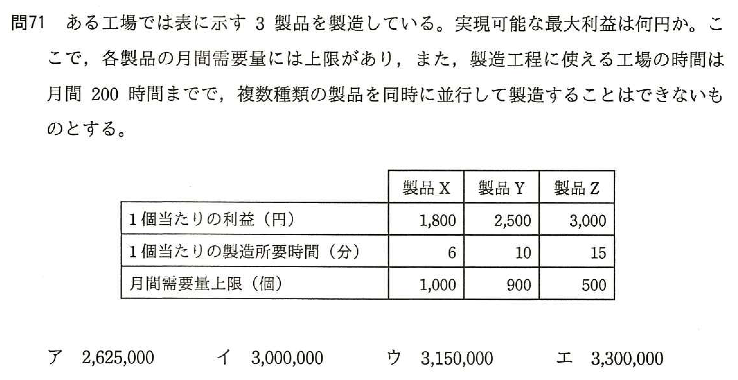 問71 ある工場では表に示す 3 製品を製造している。実現可能な最大利益は何円か。こ
こで，各製品の月間需要量には上限があり，また，製造工程に使える工場の時間は
月間 200 時間までで，複数種類の製品を同時に並行して製造することはできないも
のとする。
製品 X 製品 Y 製品 Z
1個当たりの利益（円） 1,800 2,500 3,000
1個当たりの製造所要時間（分） 6 10 15
月間需要量上限（個） 1,000 900 500
ア 2,625,000 イ 3,000,000 ウ 3,150,000 エ 3,300,000